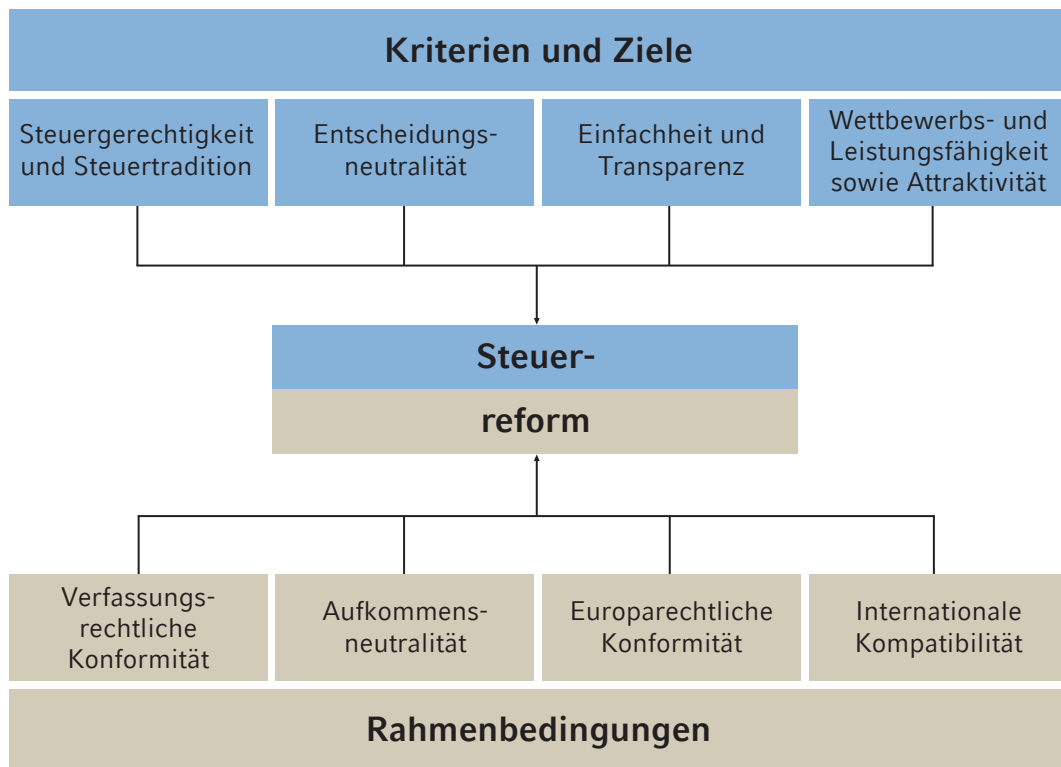 Kriterien und Ziele
Steuergerechtigkeit
und Steuertradition
Entscheidungs-
neutralität
Einfachheit und
Transparenz
Wettbewerbs- und
Leistungsfähigkeit
sowie Attraktivität
Steuer-
reform
Verfassungs-
rechtliche
Konformität
Aufkommens-
neutralität
Europarechtliche
Konformität
Internationale
Kompatibilität
Rahmenbedingungen